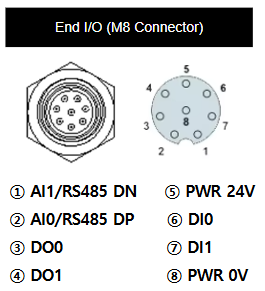 End I/O (M8 Connector)
5
4
6
8
3
7
2
1
① AI1/RS485 DN
② AI0/RS485 DP
③ DO0
④ DO1
⑤ PWR 24V
⑥ DI0
⑦ DI1
⑧ PWR 0V